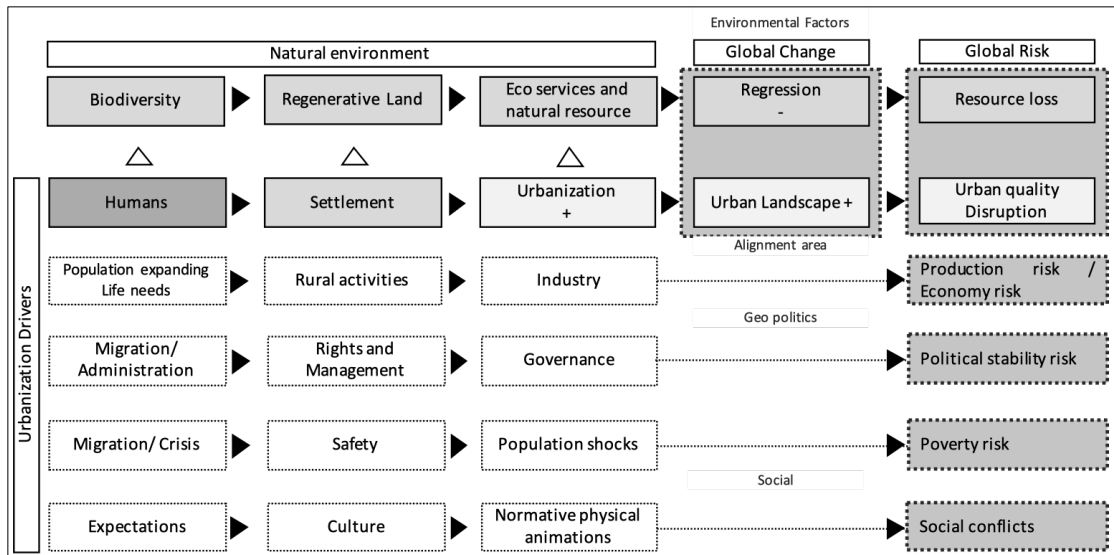 Environmental Factors
Natural environment
Global Change
Global Risk
Biodiversity
Regenerative Land
Eco services and
natural resource
Regression
-
Resource loss
Urbanization Drivers
Humans
Settlement
Urbanization
+
Urban Landscape +
Urban quality
Disruption
Alignment area
Population expanding
Life needs
Rural activities
Industry
Production risk /
Economy risk
Geo politics
Migration/
Administration
Rights and
Management
Governance
Political stability risk
Migration/ Crisis
Safety
Population shocks
Poverty risk
Social
Expectations
Culture
Normative physical
animations
Social conflicts